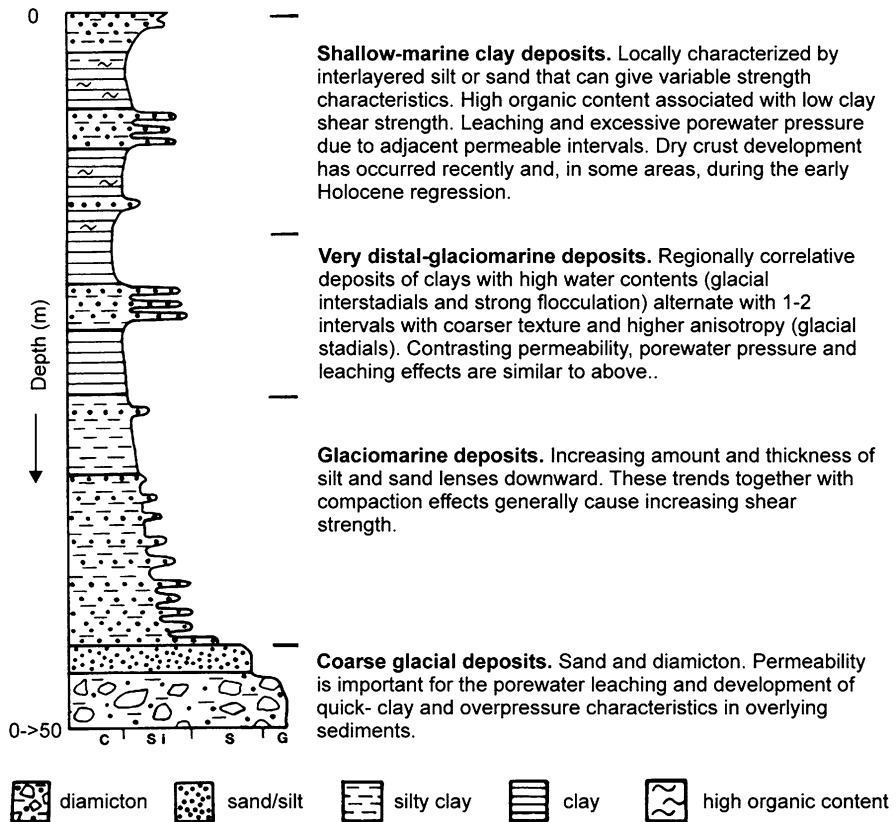 0
Shallow-marine clay deposits. Locally characterized by
interlayered silt or sand that can give variable strength
characteristics. High organic content associated with low clay
shear strength. Leaching and excessive porewater pressure
due to adjacent permeable intervals. Dry crust development
has occurred recently and, in some areas, during the early
Holocene regression.
Very distal-glaciomarine deposits. Regionally correlative
deposits of clays with high water contents (glacial
interstadials and strong flocculation) alternate with 1-2
intervals with coarser texture and higher anisotropy (glacial
stadials). Contrasting permeability, porewater pressure and
leaching effects are similar to above..
Depth (m)
Glaciomarine deposits. Increasing amount and thickness of
silt and sand lenses downward. These trends together with
compaction effects generally cause increasing shear
strength.
Coarse glacial deposits. Sand and diamicton. Permeability
is important for the porewater leaching and development of
quick- clay and overpressure characteristics in overlying
sediments.
0->50
C Si S G
diamicton sand/silt silty clay clay high organic content